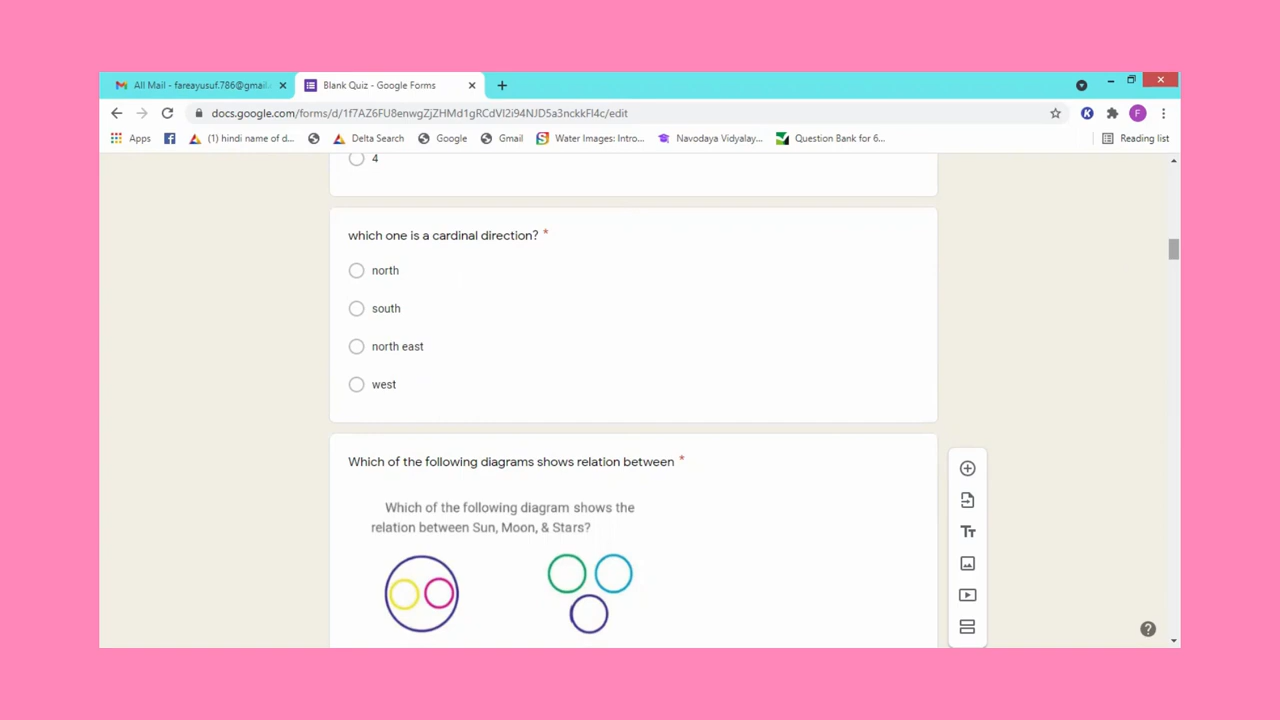 All Mail - fareayusuf.786@gmail.
Blank Quiz - Google Forms
docs.google.com/forms/d/1f7AZ6FU8enwgZjZHMd1gRCdVl2i94NJD5a3nckkFl4c/edit
Apps
(1) hindi name of d...
Delta Search
Google
Gmail
Water Images: Intro...
Navodaya Vidyalay...
Question Bank for 6...
Reading list
4
which one is a cardinal direction? *
north
south
north east
west
Which of the following diagrams shows relation between *
Which of the following diagram shows the
relation between Sun, Moon, & Stars?